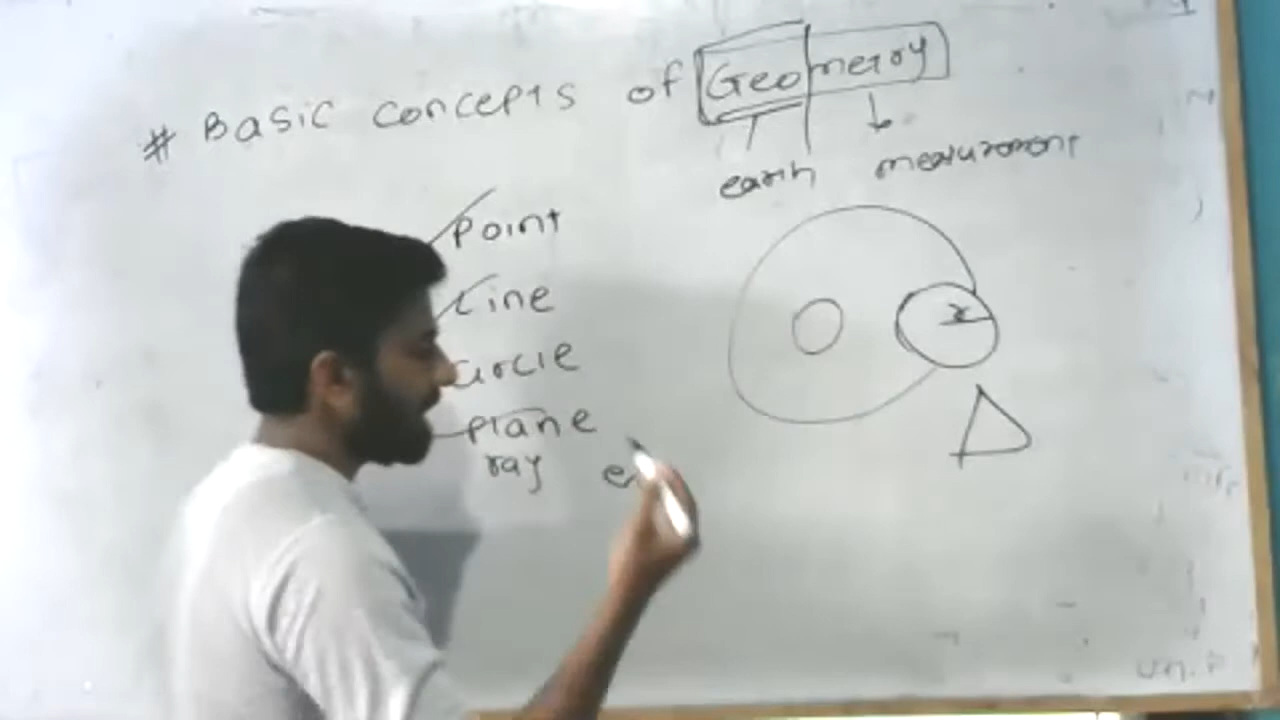 # Basic concepts of Geometry
earth measurement
Point
Line
circle
Plane
ray
x